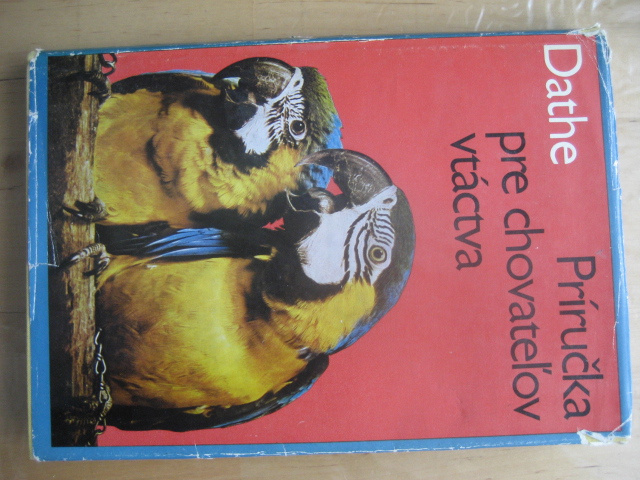 Dathe
Príručka
pre chovateľov
vtáctva